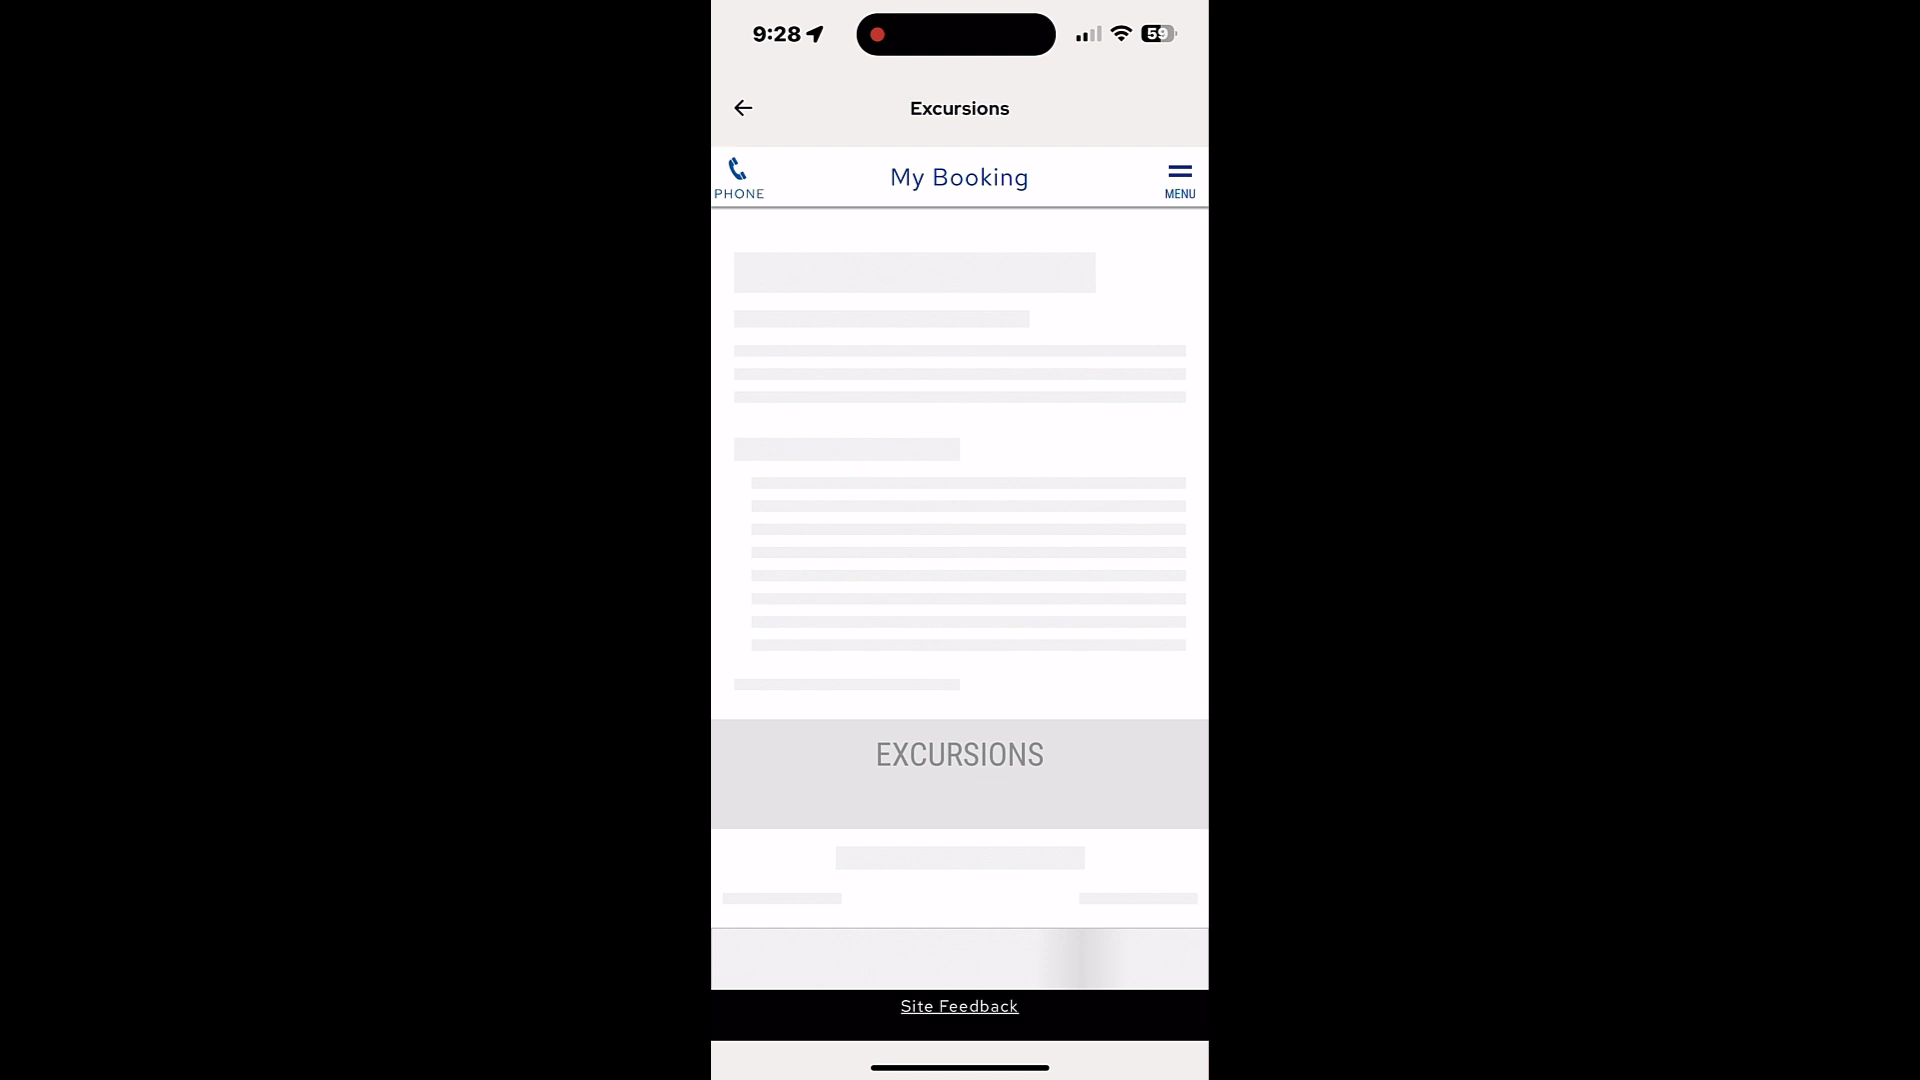 9:28
59
Excursions
PHONE
My Booking
MENU
EXCURSIONS
Site Feedback